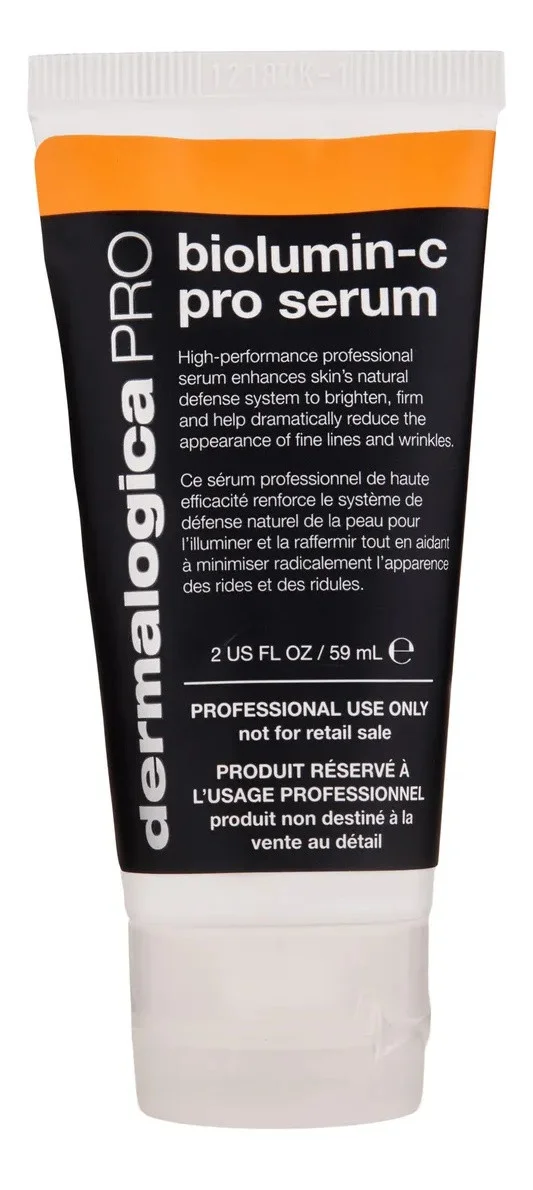 dermalogica PRO
biolumin-c
pro serum
High-performance professional
serum enhances skin's natural
defense system to brighten, firm
and help dramatically reduce the
appearance of fine lines and wrinkles.
Ce sérum professionnel de haute
efficacité renforce le système de
défense naturel de la peau pour
l'illuminer et la raffermir tout en aidant
à minimiser radicalement l'apparence
des rides et des ridules.
2 US FL OZ / 59 mL ℮
PROFESSIONAL USE ONLY
not for retail sale
PRODUIT RÉSERVÉ À
L'USAGE PROFESSIONNEL
produit non destiné à la
vente au détail